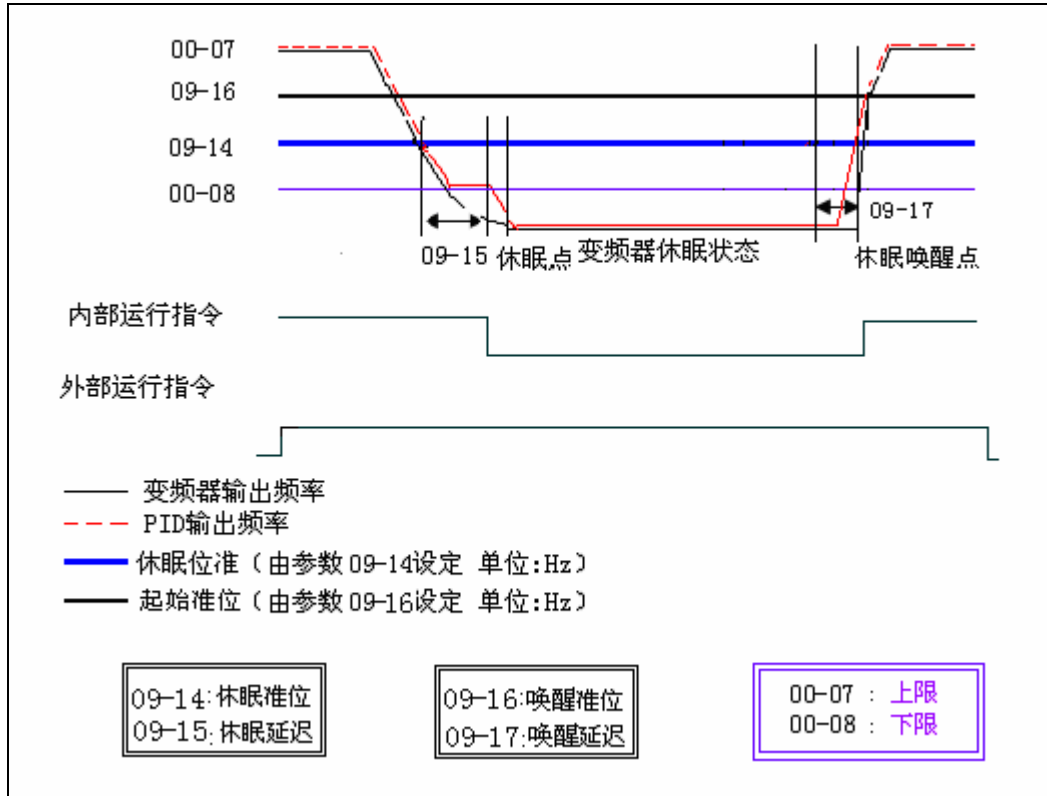 00-07
09-16
09-14
00-08
09-17
09-15 休眠点 变频器休眠状态 休眠唤醒点
内部运行指令
外部运行指令
变频器输出频率
PID输出频率
休眠位准(由参数09-14设定 单位:Hz)
起始准位(由参数09-16设定 单位:Hz)
09-14:休眠准位
09-15:休眠延迟
09-16:唤醒准位
09-17:唤醒延迟
00-07 : 上限
00-08 : 下限